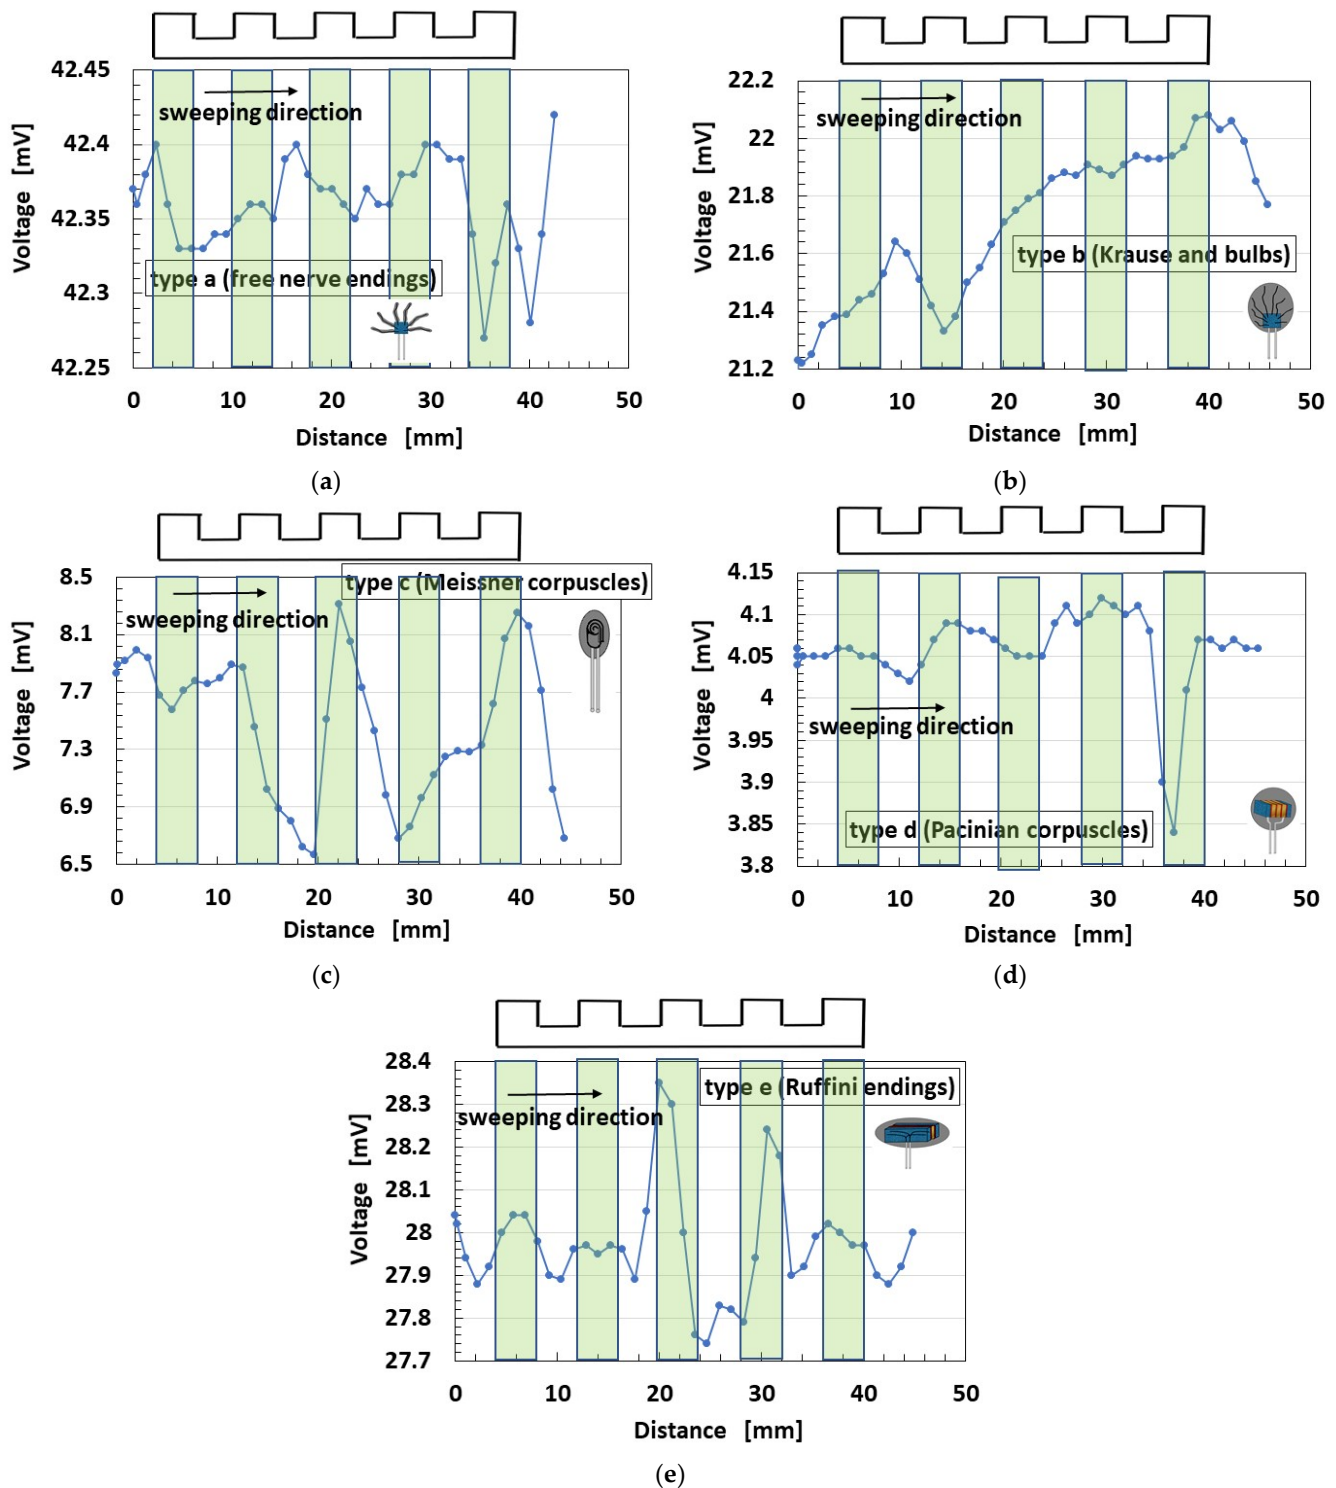 42.45
42.4
42.35
42.3
42.25
Voltage [mV]
sweeping direction
type a (free nerve endings)
0 10 20 30 40 50
Distance [mm]
(a)
22.2
22
21.8
21.6
21.4
21.2
Voltage [mV]
sweeping direction
type b (Krause and bulbs)
0 10 20 30 40 50
Distance [mm]
(b)
8.5
8.1
7.7
7.3
6.9
6.5
Voltage [mV]
type c (Meissner corpuscles)
sweeping direction
0 10 20 30 40 50
Distance [mm]
(c)
4.15
4.1
4.05
4
3.95
3.9
3.85
3.8
Voltage [mV]
sweeping direction
type d (Pacinian corpuscles)
0 10 20 30 40 50
Distance [mm]
(d)
28.4
28.3
28.2
28.1
28
27.9
27.8
27.7
Voltage [mV]
type e (Ruffini endings)
sweeping direction
0 10 20 30 40 50
Distance [mm]
(e)